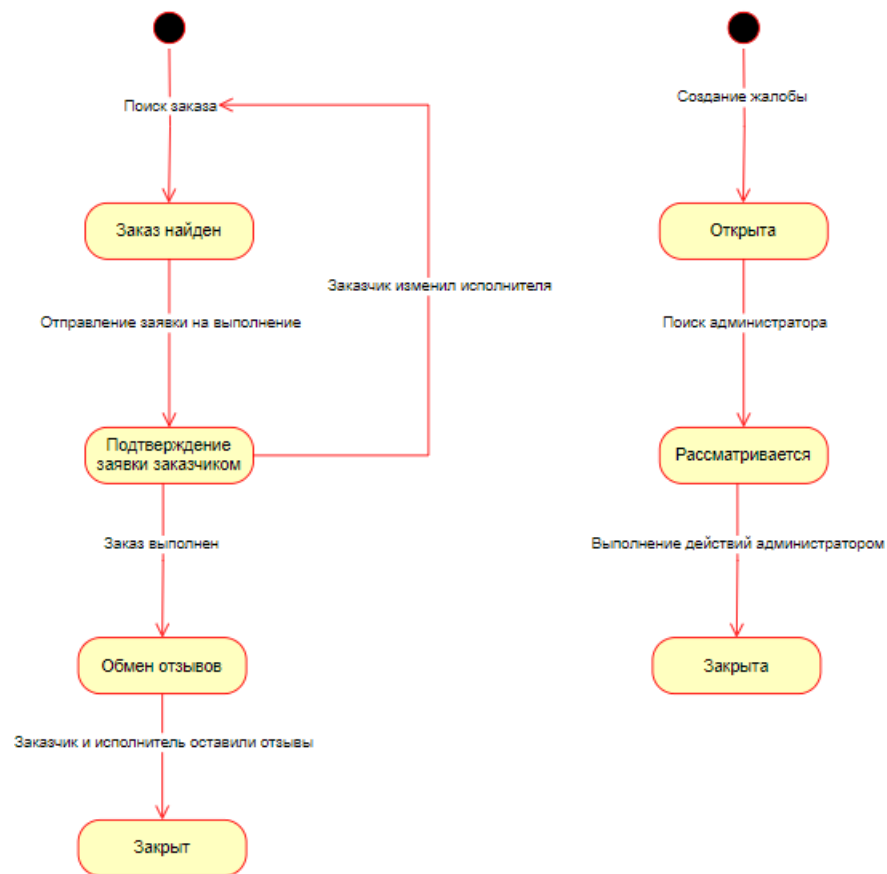 Поиск заказа
Заказ найден
Заказчик изменил исполнителя
Отправление заявки на выполнение
Подтверждение
заявки заказчиком
Заказ выполнен
Обмен отзывов
Заказчик и исполнитель оставили отзывы
Закрыт
Создание жалобы
Открыта
Поиск администратора
Рассматривается
Выполнение действий администратором
Закрыта